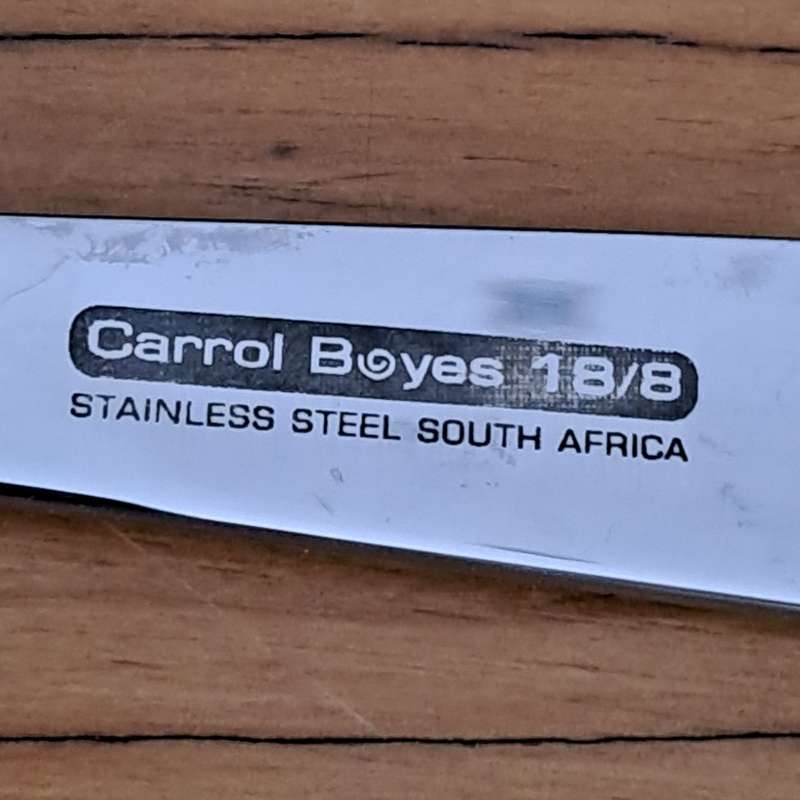 Carrol Boyes 18/8
STAINLESS STEEL SOUTH AFRICA